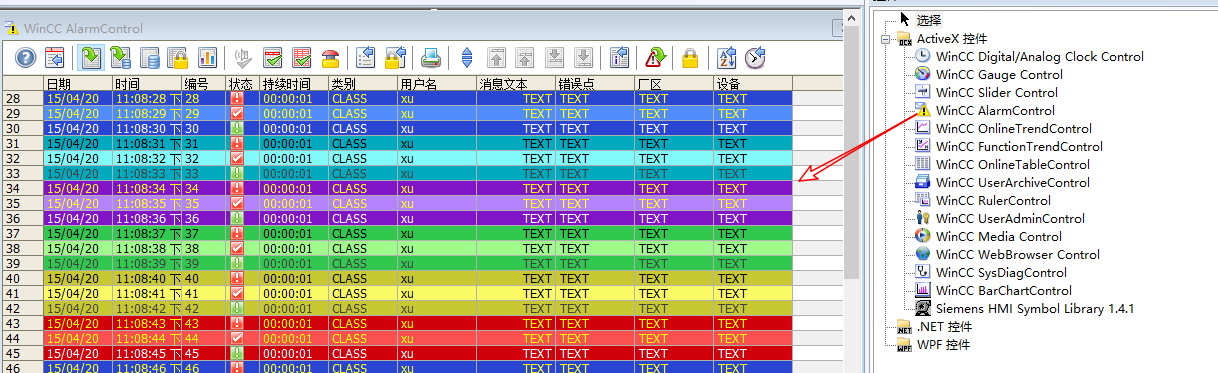 WinCC AlarmControl
日期 时间 编号 状态 持续时间 类别 用户名 消息文本 错误点 厂区 设备
28 15/04/20 11:08:28 下 28 00:00:01 CLASS xu TEXT TEXT TEXT TEXT
29 15/04/20 11:08:29 下 29 00:00:01 CLASS xu TEXT TEXT TEXT TEXT
30 15/04/20 11:08:30 下 30 00:00:01 CLASS xu TEXT TEXT TEXT TEXT
31 15/04/20 11:08:31 下 31 00:00:01 CLASS xu TEXT TEXT TEXT TEXT
32 15/04/20 11:08:32 下 32 00:00:01 CLASS xu TEXT TEXT TEXT TEXT
33 15/04/20 11:08:33 下 33 00:00:01 CLASS xu TEXT TEXT TEXT TEXT
34 15/04/20 11:08:34 下 34 00:00:01 CLASS xu TEXT TEXT TEXT TEXT
35 15/04/20 11:08:35 下 35 00:00:01 CLASS xu TEXT TEXT TEXT TEXT
36 15/04/20 11:08:36 下 36 00:00:01 CLASS xu TEXT TEXT TEXT TEXT
37 15/04/20 11:08:37 下 37 00:00:01 CLASS xu TEXT TEXT TEXT TEXT
38 15/04/20 11:08:38 下 38 00:00:01 CLASS xu TEXT TEXT TEXT TEXT
39 15/04/20 11:08:39 下 39 00:00:01 CLASS xu TEXT TEXT TEXT TEXT
40 15/04/20 11:08:40 下 40 00:00:01 CLASS xu TEXT TEXT TEXT TEXT
41 15/04/20 11:08:41 下 41 00:00:01 CLASS xu TEXT TEXT TEXT TEXT
42 15/04/20 11:08:42 下 42 00:00:01 CLASS xu TEXT TEXT TEXT TEXT
43 15/04/20 11:08:43 下 43 00:00:01 CLASS xu TEXT TEXT TEXT TEXT
44 15/04/20 11:08:44 下 44 00:00:01 CLASS xu TEXT TEXT TEXT TEXT
45 15/04/20 11:08:45 下 45 00:00:01 CLASS xu TEXT TEXT TEXT TEXT
46 15/04/20 11:08:46 下 46 00:00:01 CLASS xu TEXT TEXT TEXT TEXT
选择
ActiveX 控件
WinCC Digital/Analog Clock Control
WinCC Gauge Control
WinCC Slider Control
WinCC AlarmControl
WinCC OnlineTrendControl
WinCC FunctionTrendControl
WinCC OnlineTableControl
WinCC UserArchiveControl
WinCC RulerControl
WinCC UserAdminControl
WinCC Media Control
WinCC WebBrowser Control
WinCC SysDiagControl
WinCC BarChartControl
Siemens HMI Symbol Library 1.4.1
.NET 控件
WPF 控件